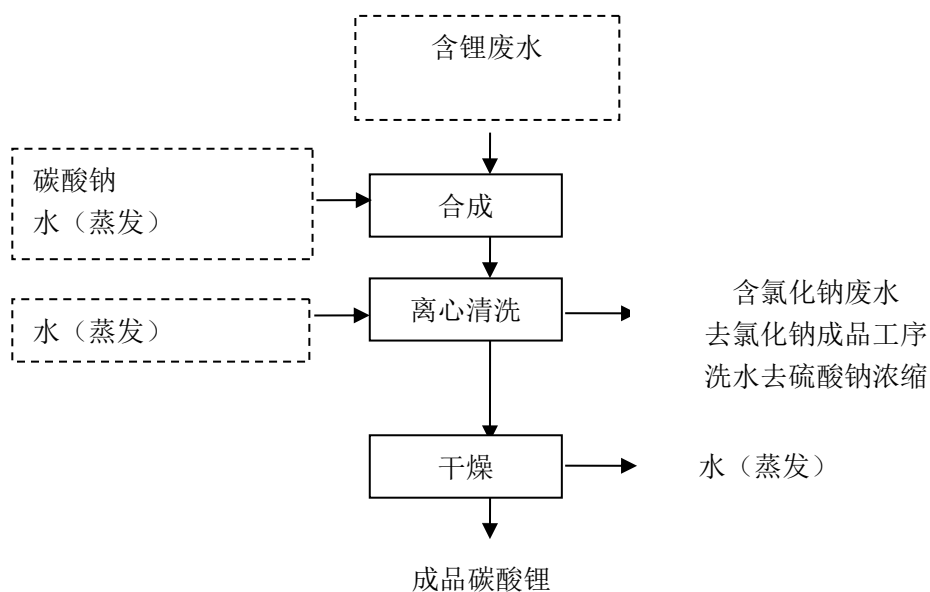 含锂废水
碳酸钠
水（蒸发）
合成
水（蒸发）
离心清洗
含氯化钠废水
去氯化钠成品工序
洗水去硫酸钠浓缩
干燥
水（蒸发）
成品碳酸锂